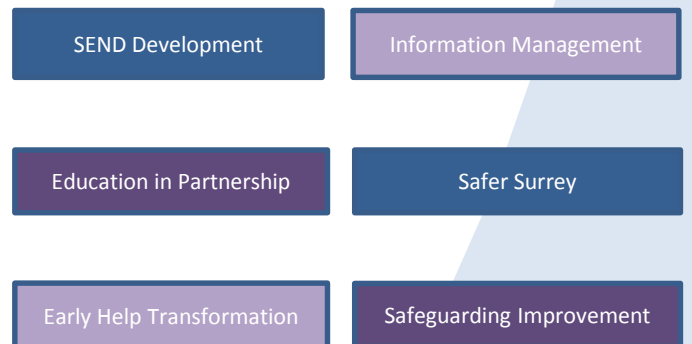 SEND Development
Information Management
Education in Partnership
Safer Surrey
Early Help Transformation
Safeguarding Improvement